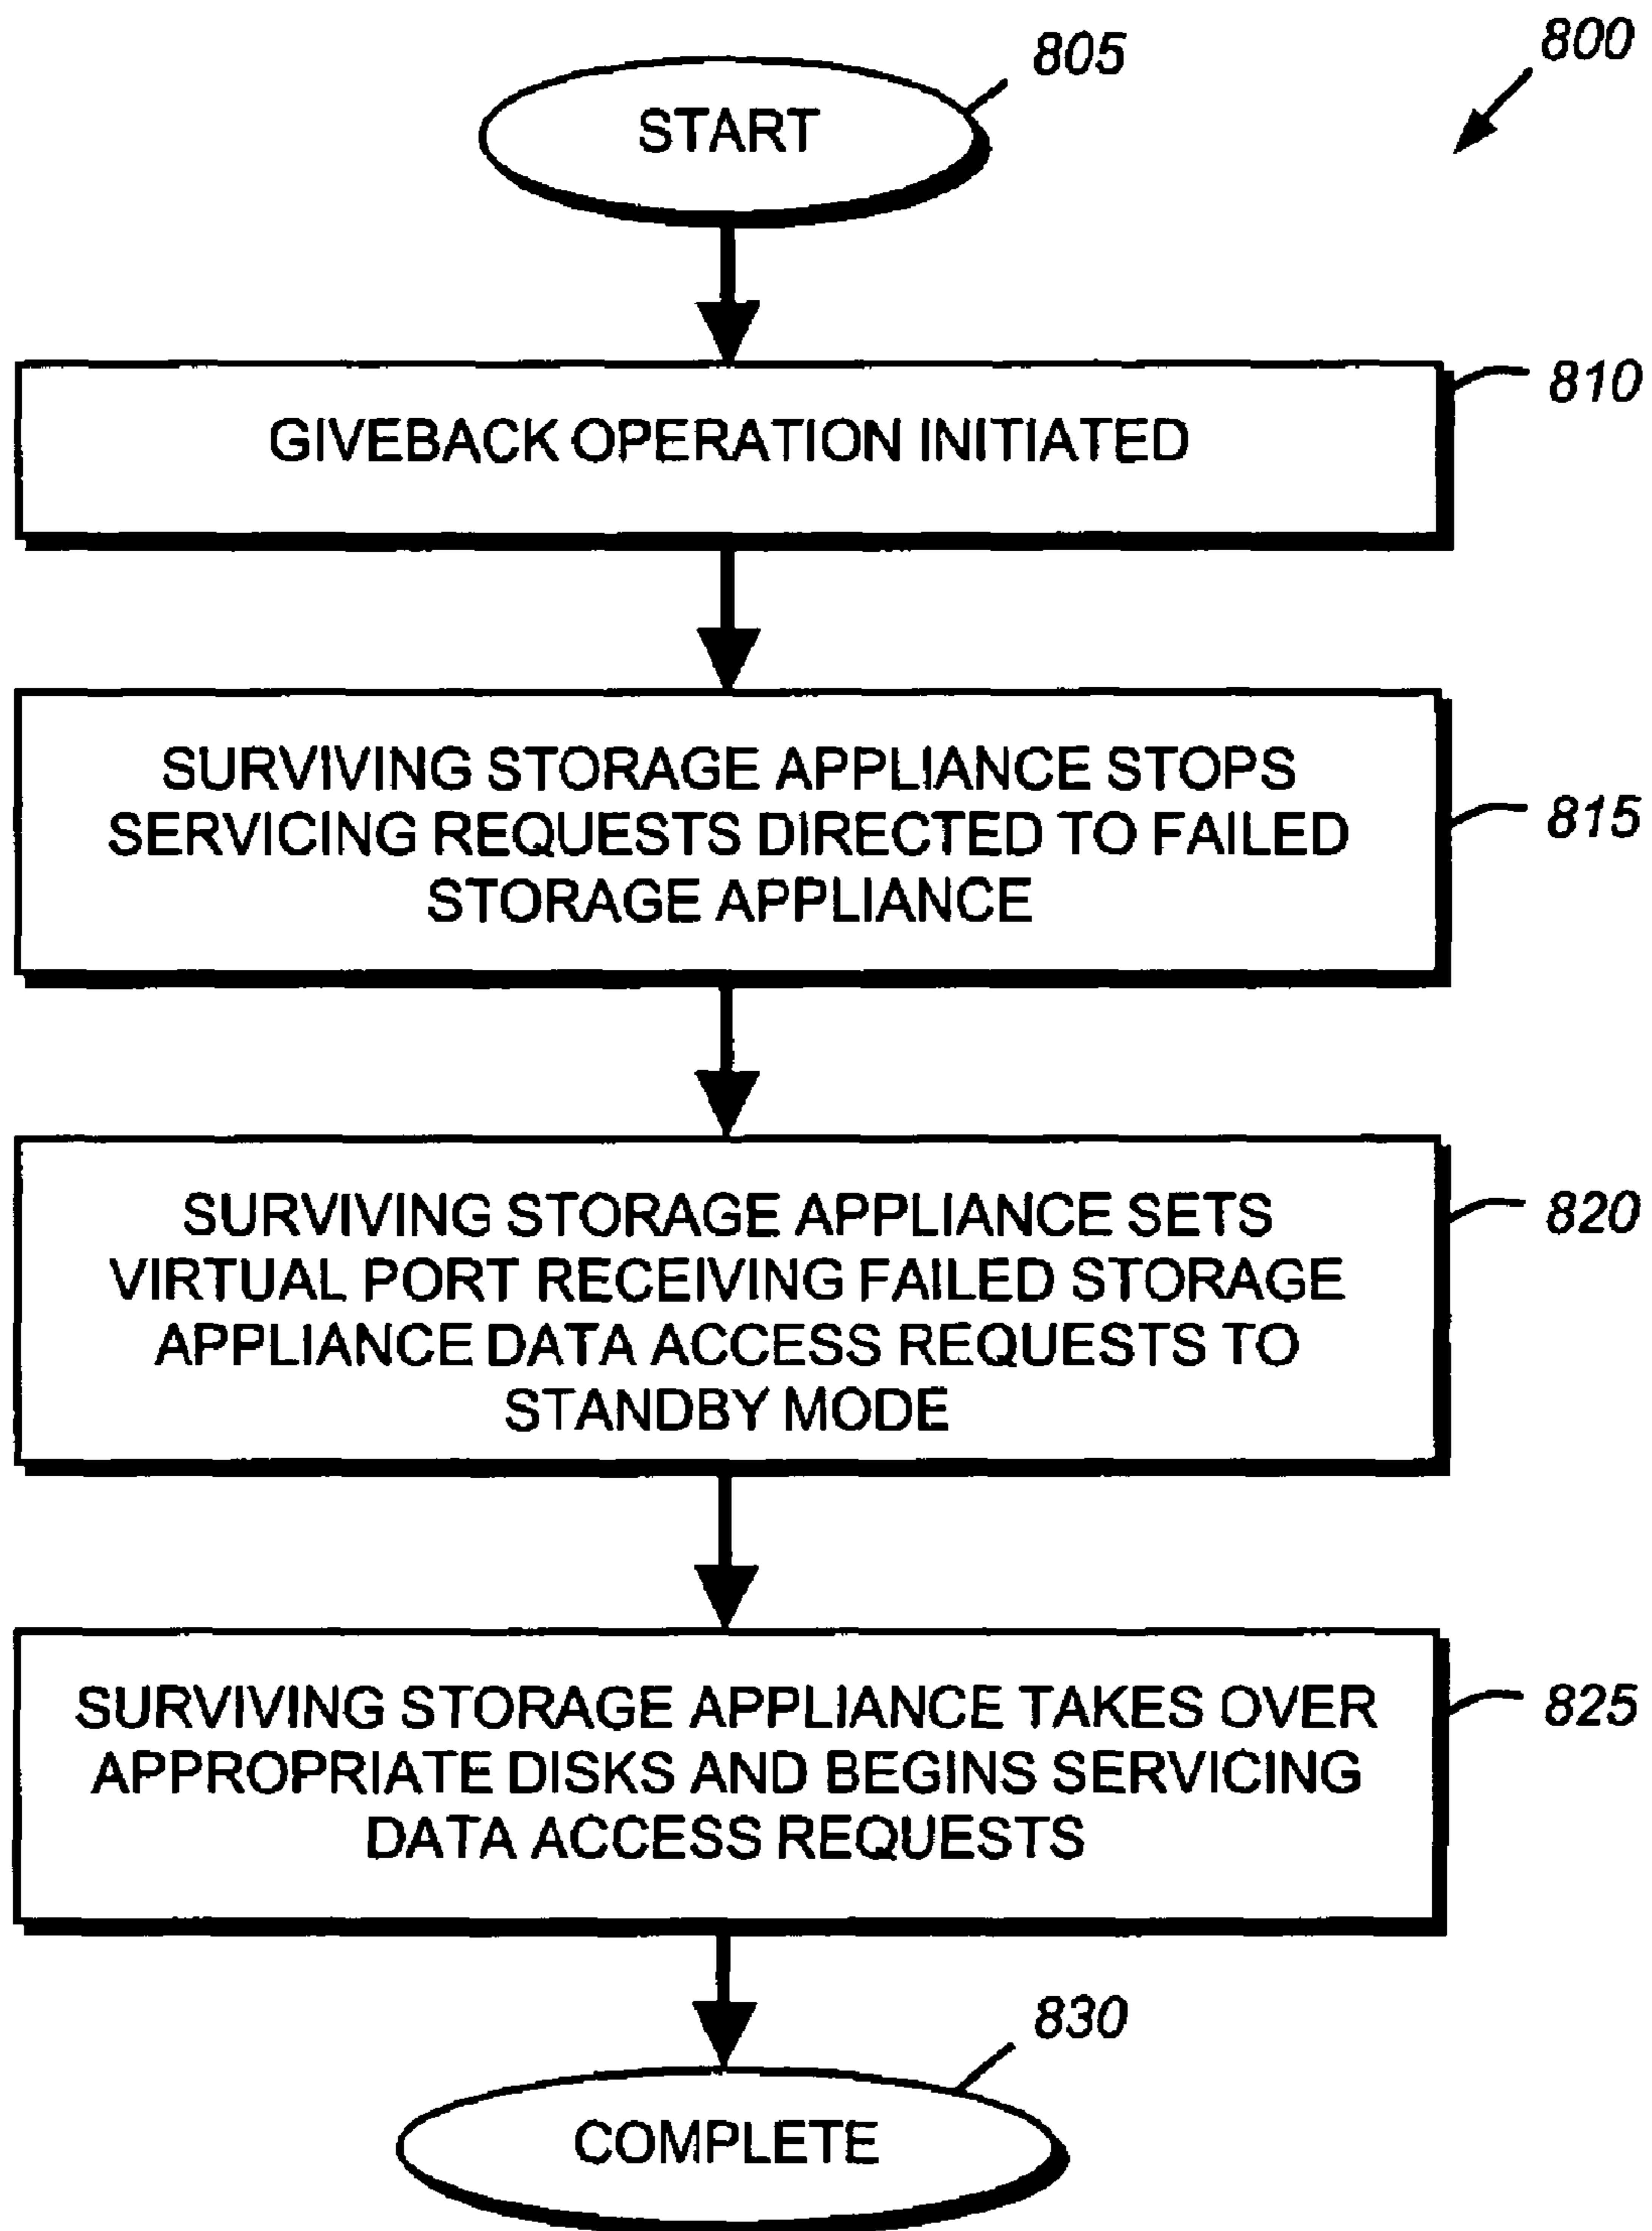 800
805
START
810
GIVEBACK OPERATION INITIATED
815
SURVIVING STORAGE APPLIANCE STOPS
SERVICING REQUESTS DIRECTED TO FAILED
STORAGE APPLIANCE
820
SURVIVING STORAGE APPLIANCE SETS
VIRTUAL PORT RECEIVING FAILED STORAGE
APPLIANCE DATA ACCESS REQUESTS TO
STANDBY MODE
825
SURVIVING STORAGE APPLIANCE TAKES OVER
APPROPRIATE DISKS AND BEGINS SERVICING
DATA ACCESS REQUESTS
830
COMPLETE